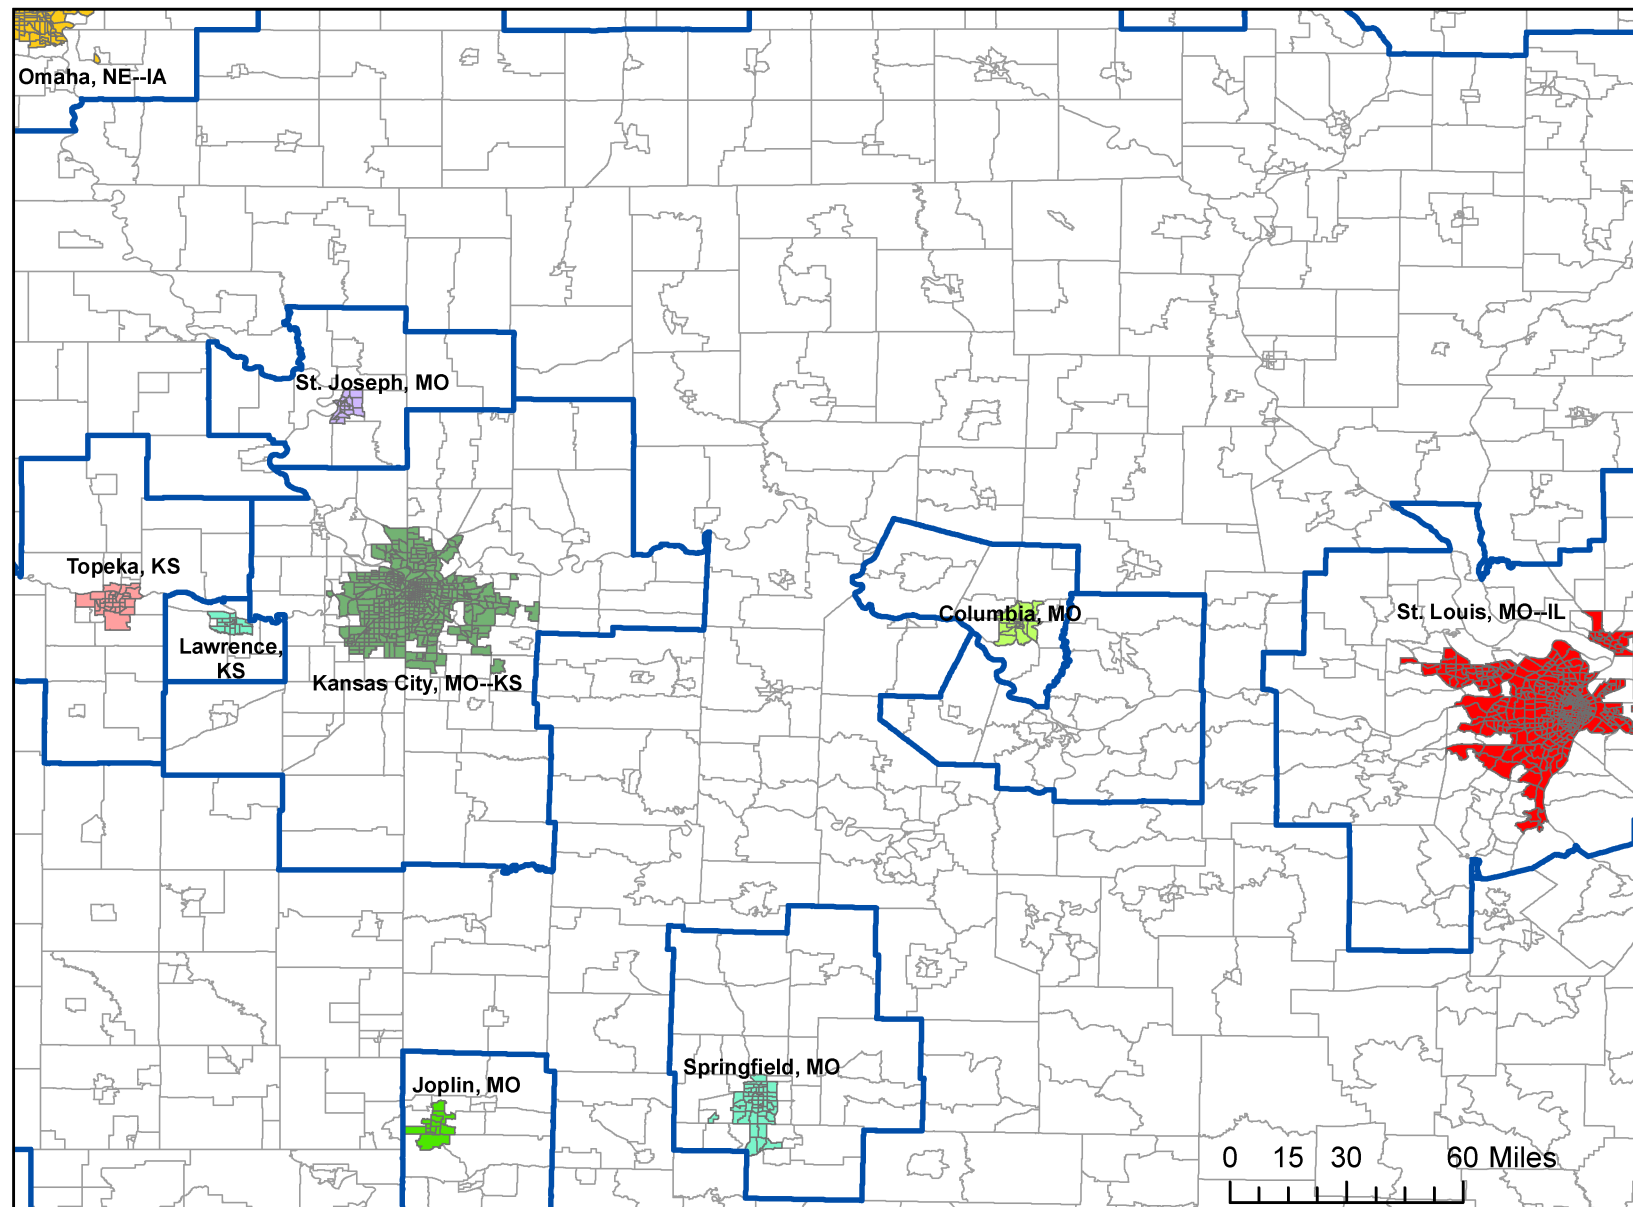 Omaha, NE--IA
St. Joseph, MO
Topeka, KS
Lawrence,
KS
Kansas City, MO--KS
Columbia, MO
St. Louis, MO--IL
Springfield, MO
Joplin, MO
0 15 30 60 Miles